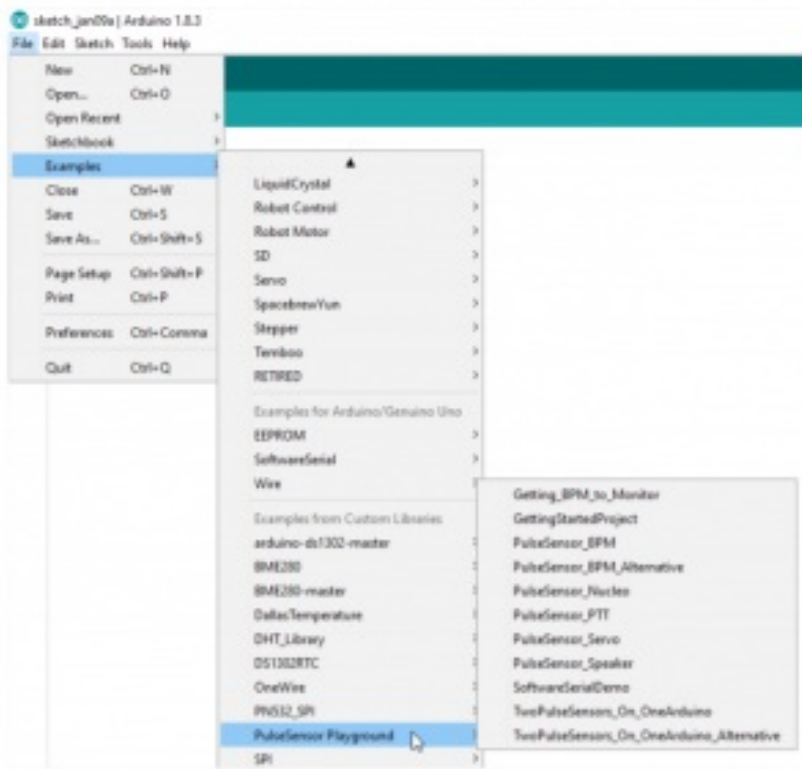 sketch_jan09a | Arduino 1.8.3
File Edit Sketch Tools Help
New Ctrl+N
Open... Ctrl+O
Open Recent
Sketchbook
Examples
Close Ctrl+W
Save Ctrl+S
Save As... Ctrl+Shift+S
Page Setup Ctrl+Shift+P
Print Ctrl+P
Preferences Ctrl+Comma
Quit Ctrl+Q
LiquidCrystal
Robot Control
Robot Motor
SD
Servo
SpacebrewYun
Stepper
Temboo
RETIRED
Examples for Arduino/Genuino Uno
EEPROM
SoftwareSerial
Wire
Examples from Custom Libraries
arduino-ds1302-master
BME280
BME280-master
DallasTemperature
DHT_Library
DS1302RTC
OneWire
PN532_SPI
PulseSensor Playground
SPI
Getting_BPM_to_Monitor
GettingStartedProject
PulseSensor_BPM
PulseSensor_BPM_Alternative
PulseSensor_Nucleo
PulseSensor_PTT
PulseSensor_Servo
PulseSensor_Speaker
SoftwareSerialDemo
TwoPulseSensors_On_OneArduino
TwoPulseSensors_On_OneArduino_Alternative